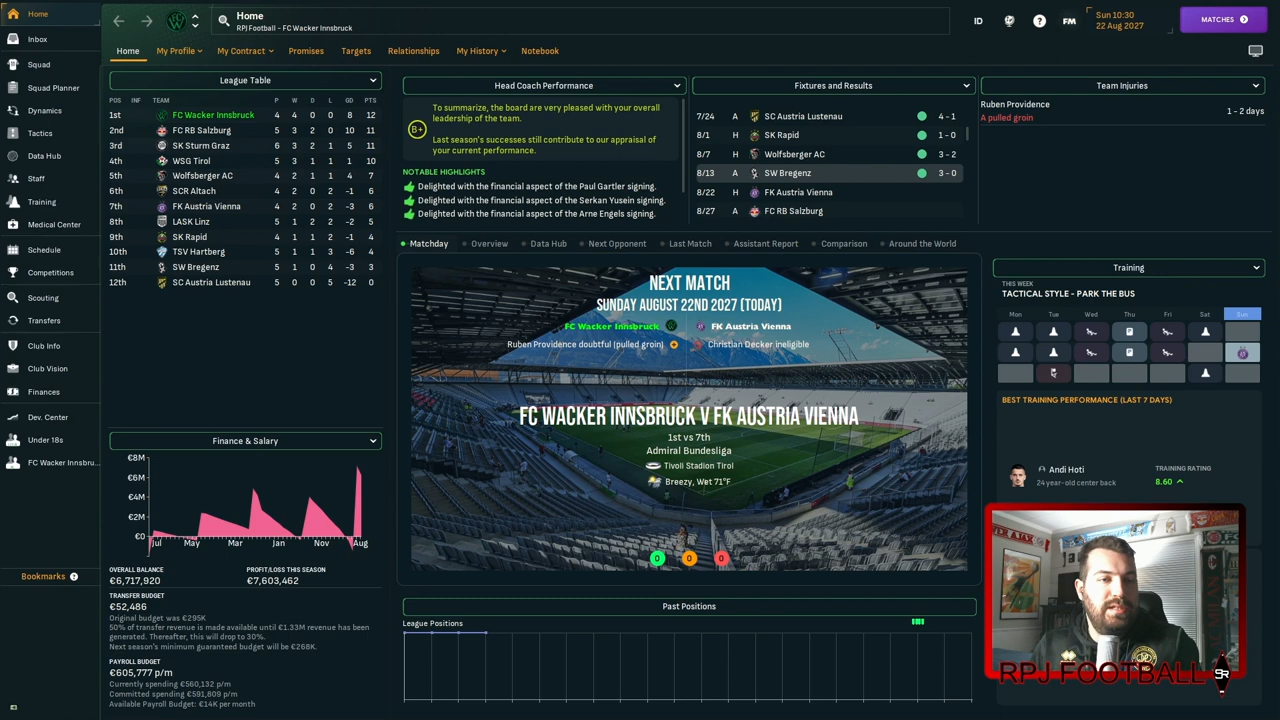 Home
Home
RPJ Football - FC Wacker Innsbruck
ID
FM
Sun 10:30
22 Aug 2027
MATCHES
Home
My Profile
My Contract
Promises
Targets
Relationships
My History
Notebook
Inbox
Squad
Squad Planner
Dynamics
Tactics
Data Hub
Staff
Training
Medical Center
Schedule
Competitions
Scouting
Transfers
Club Info
Club Vision
Finances
Dev. Center
Under 18s
FC Wacker Innsbru...
Bookmarks ?
League Table
POS INF TEAM P W D L GD PTS
1st FC Wacker Innsbruck 4 4 0 0 8 12
2nd FC RB Salzburg 5 3 2 0 10 11
3rd SK Sturm Graz 6 3 2 1 5 11
4th WSG Tirol 5 3 1 1 1 10
5th Wolfsberger AC 4 2 1 1 4 7
6th SCR Altach 4 2 0 2 -1 6
7th FK Austria Vienna 4 2 0 2 -3 6
8th LASK Linz 5 1 2 2 -2 5
9th SK Rapid 4 1 1 2 -1 4
10th TSV Hartberg 5 1 1 3 -6 4
11th SW Bregenz 5 1 0 4 -3 3
12th SC Austria Lustenau 5 0 0 5 -12 0
Finance & Salary
€8M
€6M
€4M
€2M
€0
Jul May Mar Jan Nov Aug
OVERALL BALANCE
€6,717,920
PROFIT/LOSS THIS SEASON
€7,603,462
TRANSFER BUDGET
€52,486
Original budget was €295K
50% of transfer revenue is made available until €1.33M revenue has been
generated. Thereafter, this will drop to 30%.
Next season's minimum guaranteed budget will be €268K.
PAYROLL BUDGET
€605,777 p/m
Currently spending €560,132 p/m
Committed spending €591,809 p/m
Available Payroll Budget: €14K per month
Head Coach Performance
B+
To summarize, the board are very pleased with your overall
leadership of the team.
Last season's successes still contribute to our appraisal of
your current performance.
NOTABLE HIGHLIGHTS
Delighted with the financial aspect of the Paul Gartler signing.
Delighted with the financial aspect of the Serkan Yusein signing.
Delighted with the financial aspect of the Arne Engels signing.
Fixtures and Results
7/24 A SC Austria Lustenau 4 - 1
8/1 H SK Rapid 1 - 0
8/7 H Wolfsberger AC 3 - 2
8/13 A SW Bregenz 3 - 0
8/22 H FK Austria Vienna
8/27 A FC RB Salzburg
Team Injuries
Ruben Providence
A pulled groin
1 - 2 days
Matchday
Overview
Data Hub
Next Opponent
Last Match
Assistant Report
Comparison
Around the World
NEXT MATCH
SUNDAY AUGUST 22ND 2027 (TODAY)
FC Wacker Innsbruck
FK Austria Vienna
Ruben Providence doubtful (pulled groin)
Christian Decker ineligible
FC WACKER INNSBRUCK V FK AUSTRIA VIENNA
1st vs 7th
Admiral Bundesliga
Tivoli Stadion Tirol
Breezy, Wet 71°F
0 0 0
Past Positions
League Positions
Training
THIS WEEK
TACTICAL STYLE - PARK THE BUS
Mon Tue Wed Thu Fri Sat Sun
BEST TRAINING PERFORMANCE (LAST 7 DAYS)
Andi Hoti
24 year-old center back
TRAINING RATING
8.60
RPJ FOOTBALL
SR